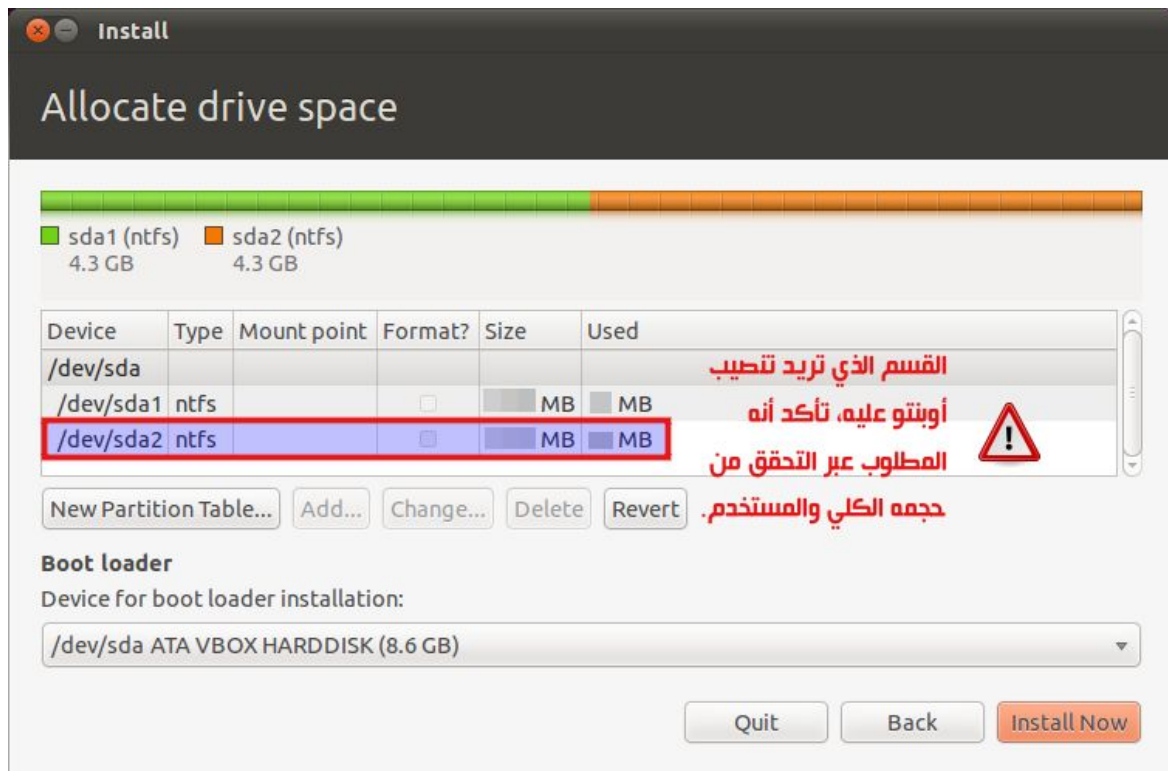 Install
Allocate drive space
sda1 (ntfs) sda2 (ntfs)
4.3 GB 4.3 GB
Device Type Mount point Format? Size Used
/dev/sda
/dev/sda1 ntfs MB MB
/dev/sda2 ntfs MB MB
القسم الذي تريد تنصيب
أوبنتو عليه، تأكد أنه
المطلوب عبر التحقق من
حجمه الكلي والمستخدم.
New Partition Table... Add... Change... Delete Revert
Boot loader
Device for boot loader installation:
/dev/sda ATA VBOX HARDDISK (8.6 GB)
Quit Back Install Now